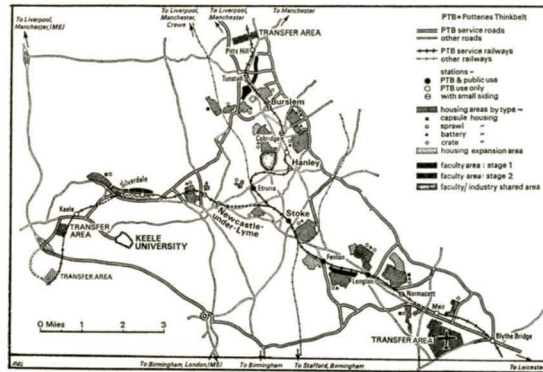 To Liverpool,
Manchester,(M6)
To Liverpool,
Manchester,
Crewe
To Liverpool,
Manchester
To Manchester
TRANSFER AREA
Pitts Hill
Tunstall
Burslem
Cobridge
Hanley
Etruria
Silverdale
Keele
TRANSFER
AREA
KEELE
UNIVERSITY
Newcastle-
under-Lyme
Stoke
TRANSFER AREA
Fenton
Longton
Normacott
Meir
Blythe Bridge
TRANSFER
AREA
0 Miles 1 2 3
To Birmingham, London,(M6)
To Birmingham
To Stafford, Birmingham
To Leicester
PTB=Potteries Thinkbelt
PTB service roads
other roads
PTB service railways
other railways
stations –
PTB & public use
PTB use only
with small siding
housing areas by type –
capsule housing
sprawl "
battery "
crate "
housing expansion area
faculty area : stage 1
faculty area : stage 2
faculty/industry shared area